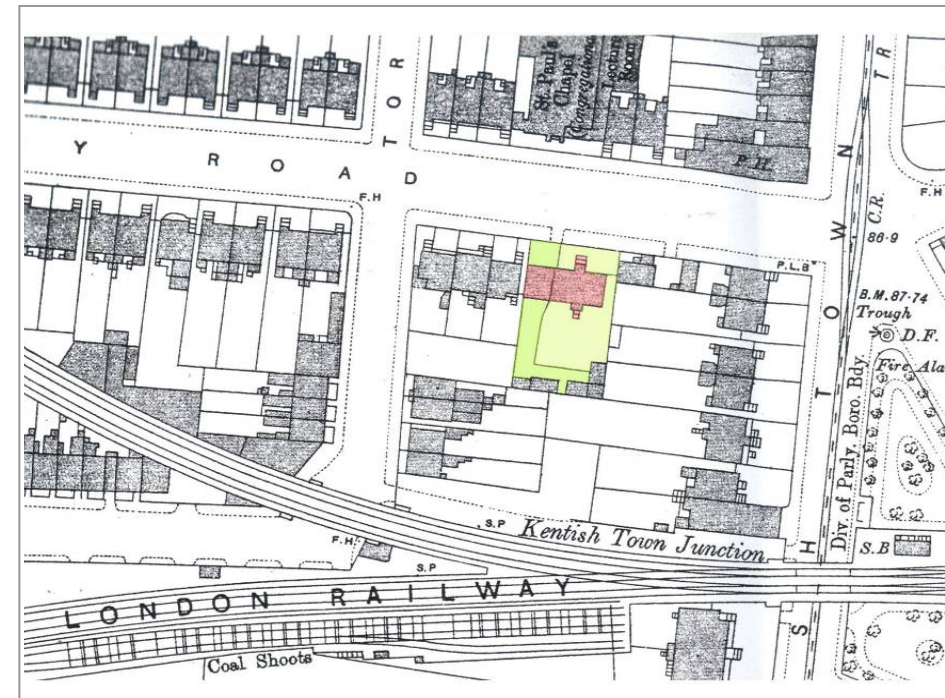 St. Paul's
Chapel
(Congregational)
Lecture
Room
P.H.
T O R
Y R O A D
F.H
T R
F.H
C.R.
86·9
P.L.B
B.M.87·74
Trough
D.F.
Fire Ala
Div. of Parly. Boro. Bdy.
S H T O W N
S.P
Kentish Town Junction
S.B
F.H.
S.P
LONDON RAILWAY
Coal Shoots